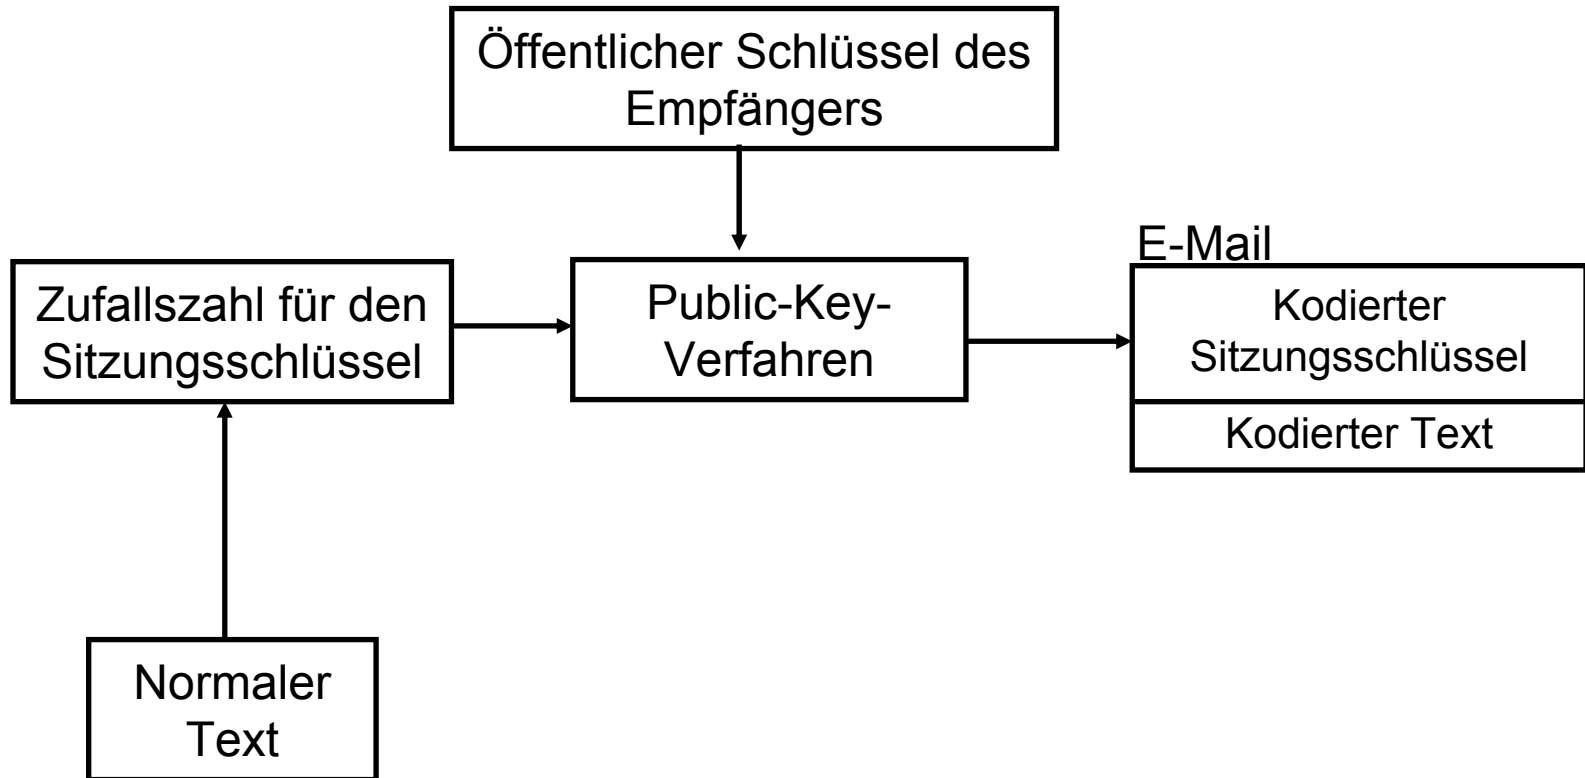 Öffentlicher Schlüssel des
Empfängers
E-Mail
Zufallszahl für den
Sitzungsschlüssel
Public-Key-
Verfahren
Kodierter
Sitzungsschlüssel
Kodierter Text
Normaler
Text